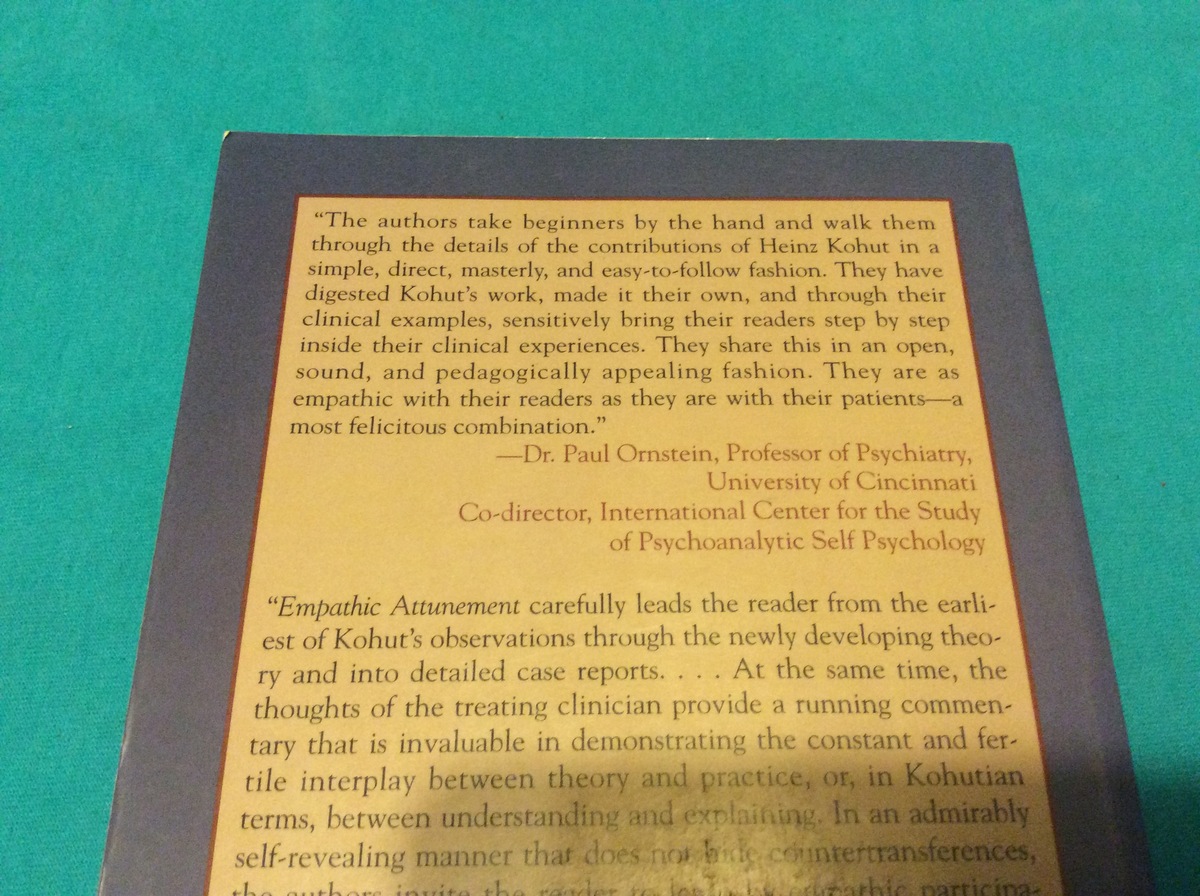 “The authors take beginners by the hand and walk them
through the details of the contributions of Heinz Kohut in a
simple, direct, masterly, and easy-to-follow fashion. They have
digested Kohut’s work, made it their own, and through their
clinical examples, sensitively bring their readers step by step
inside their clinical experiences. They share this in an open,
sound, and pedagogically appealing fashion. They are as
empathic with their readers as they are with their patients—a
most felicitous combination.”
—Dr. Paul Ornstein, Professor of Psychiatry,
University of Cincinnati
Co-director, International Center for the Study
of Psychoanalytic Self Psychology
“Empathic Attunement carefully leads the reader from the earli-
est of Kohut’s observations through the newly developing theo-
ry and into detailed case reports. . . . At the same time, the
thoughts of the treating clinician provide a running commen-
tary that is invaluable in demonstrating the constant and fer-
tile interplay between theory and practice, or, in Kohutian
terms, between understanding and explaining. In an admirably
self-revealing manner that does not hide countertransferences,
the authors invite the reader to empathic participa-